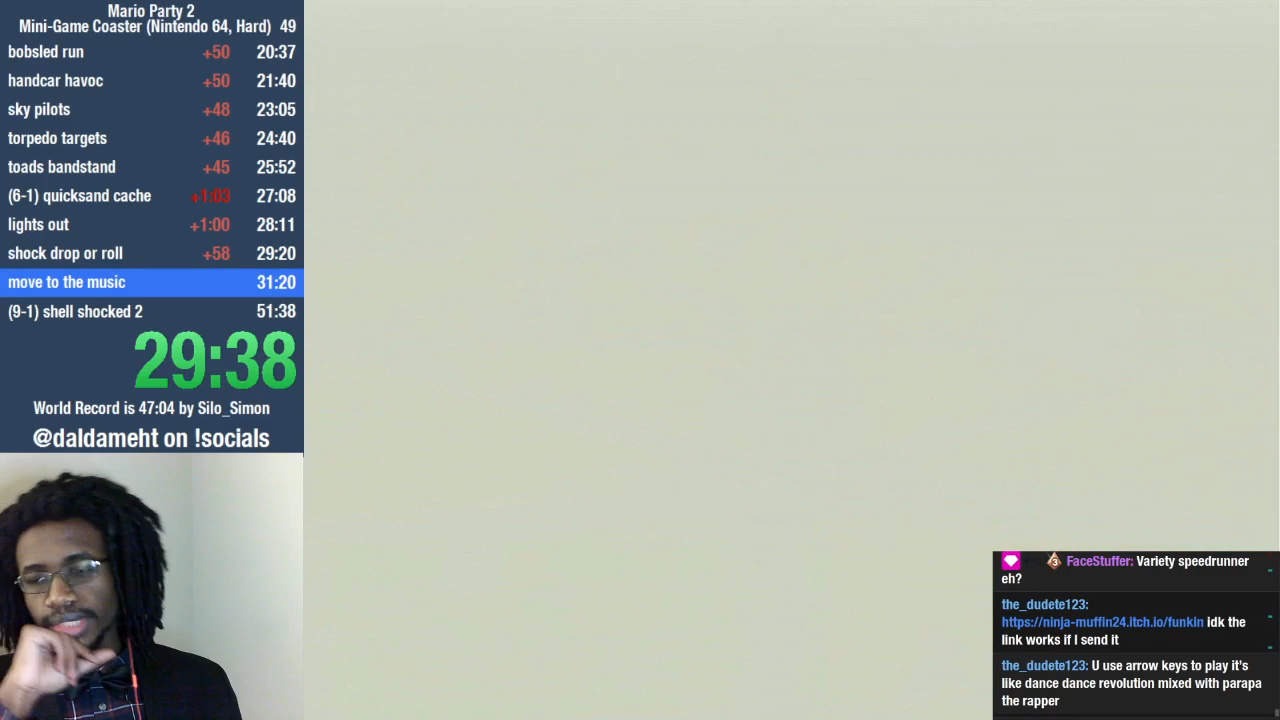 Mario Party 2
Mini-Game Coaster (Nintendo 64, Hard) 49
bobsled run +50 20:37
handcar havoc +50 21:40
sky pilots +48 23:05
torpedo targets +46 24:40
toads bandstand +45 25:52
(6-1) quicksand cache +1:03 27:08
lights out +1:00 28:11
shock drop or roll +58 29:20
move to the music 31:20
(9-1) shell shocked 2 51:38
29:38
World Record is 47:04 by Silo_Simon
@daldameht on !socials
3 FaceStuffer: Variety speedrunner
eh?
the_dudete123:
https://ninja-muffin24.itch.io/funkin idk the
link works if I send it
the_dudete123: U use arrow keys to play it's
like dance dance revolution mixed with parapa
the rapper